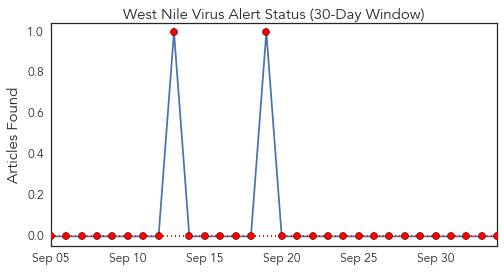 West Nile Virus Alert Status (30-Day Window)
Articles Found
1.0
0.8
0.6
0.4
0.2
0.0
Sep 05 Sep 10 Sep 15 Sep 20 Sep 25 Sep 30